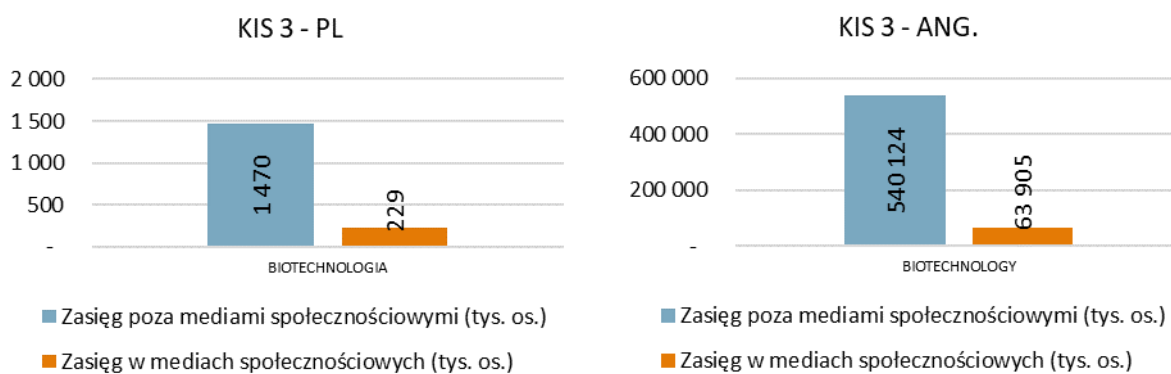 KIS 3 - PL
2 000
1 500
1 000
500
-
1 470
229
BIOTECHNOLOGIA
Zasięg poza mediami społecznościowymi (tys. os.)
Zasięg w mediach społecznościowych (tys. os.)
KIS 3 - ANG.
600 000
400 000
200 000
-
540 124
63 905
BIOTECHNOLOGY
Zasięg poza mediami społecznościowymi (tys. os.)
Zasięg w mediach społecznościowych (tys. os.)